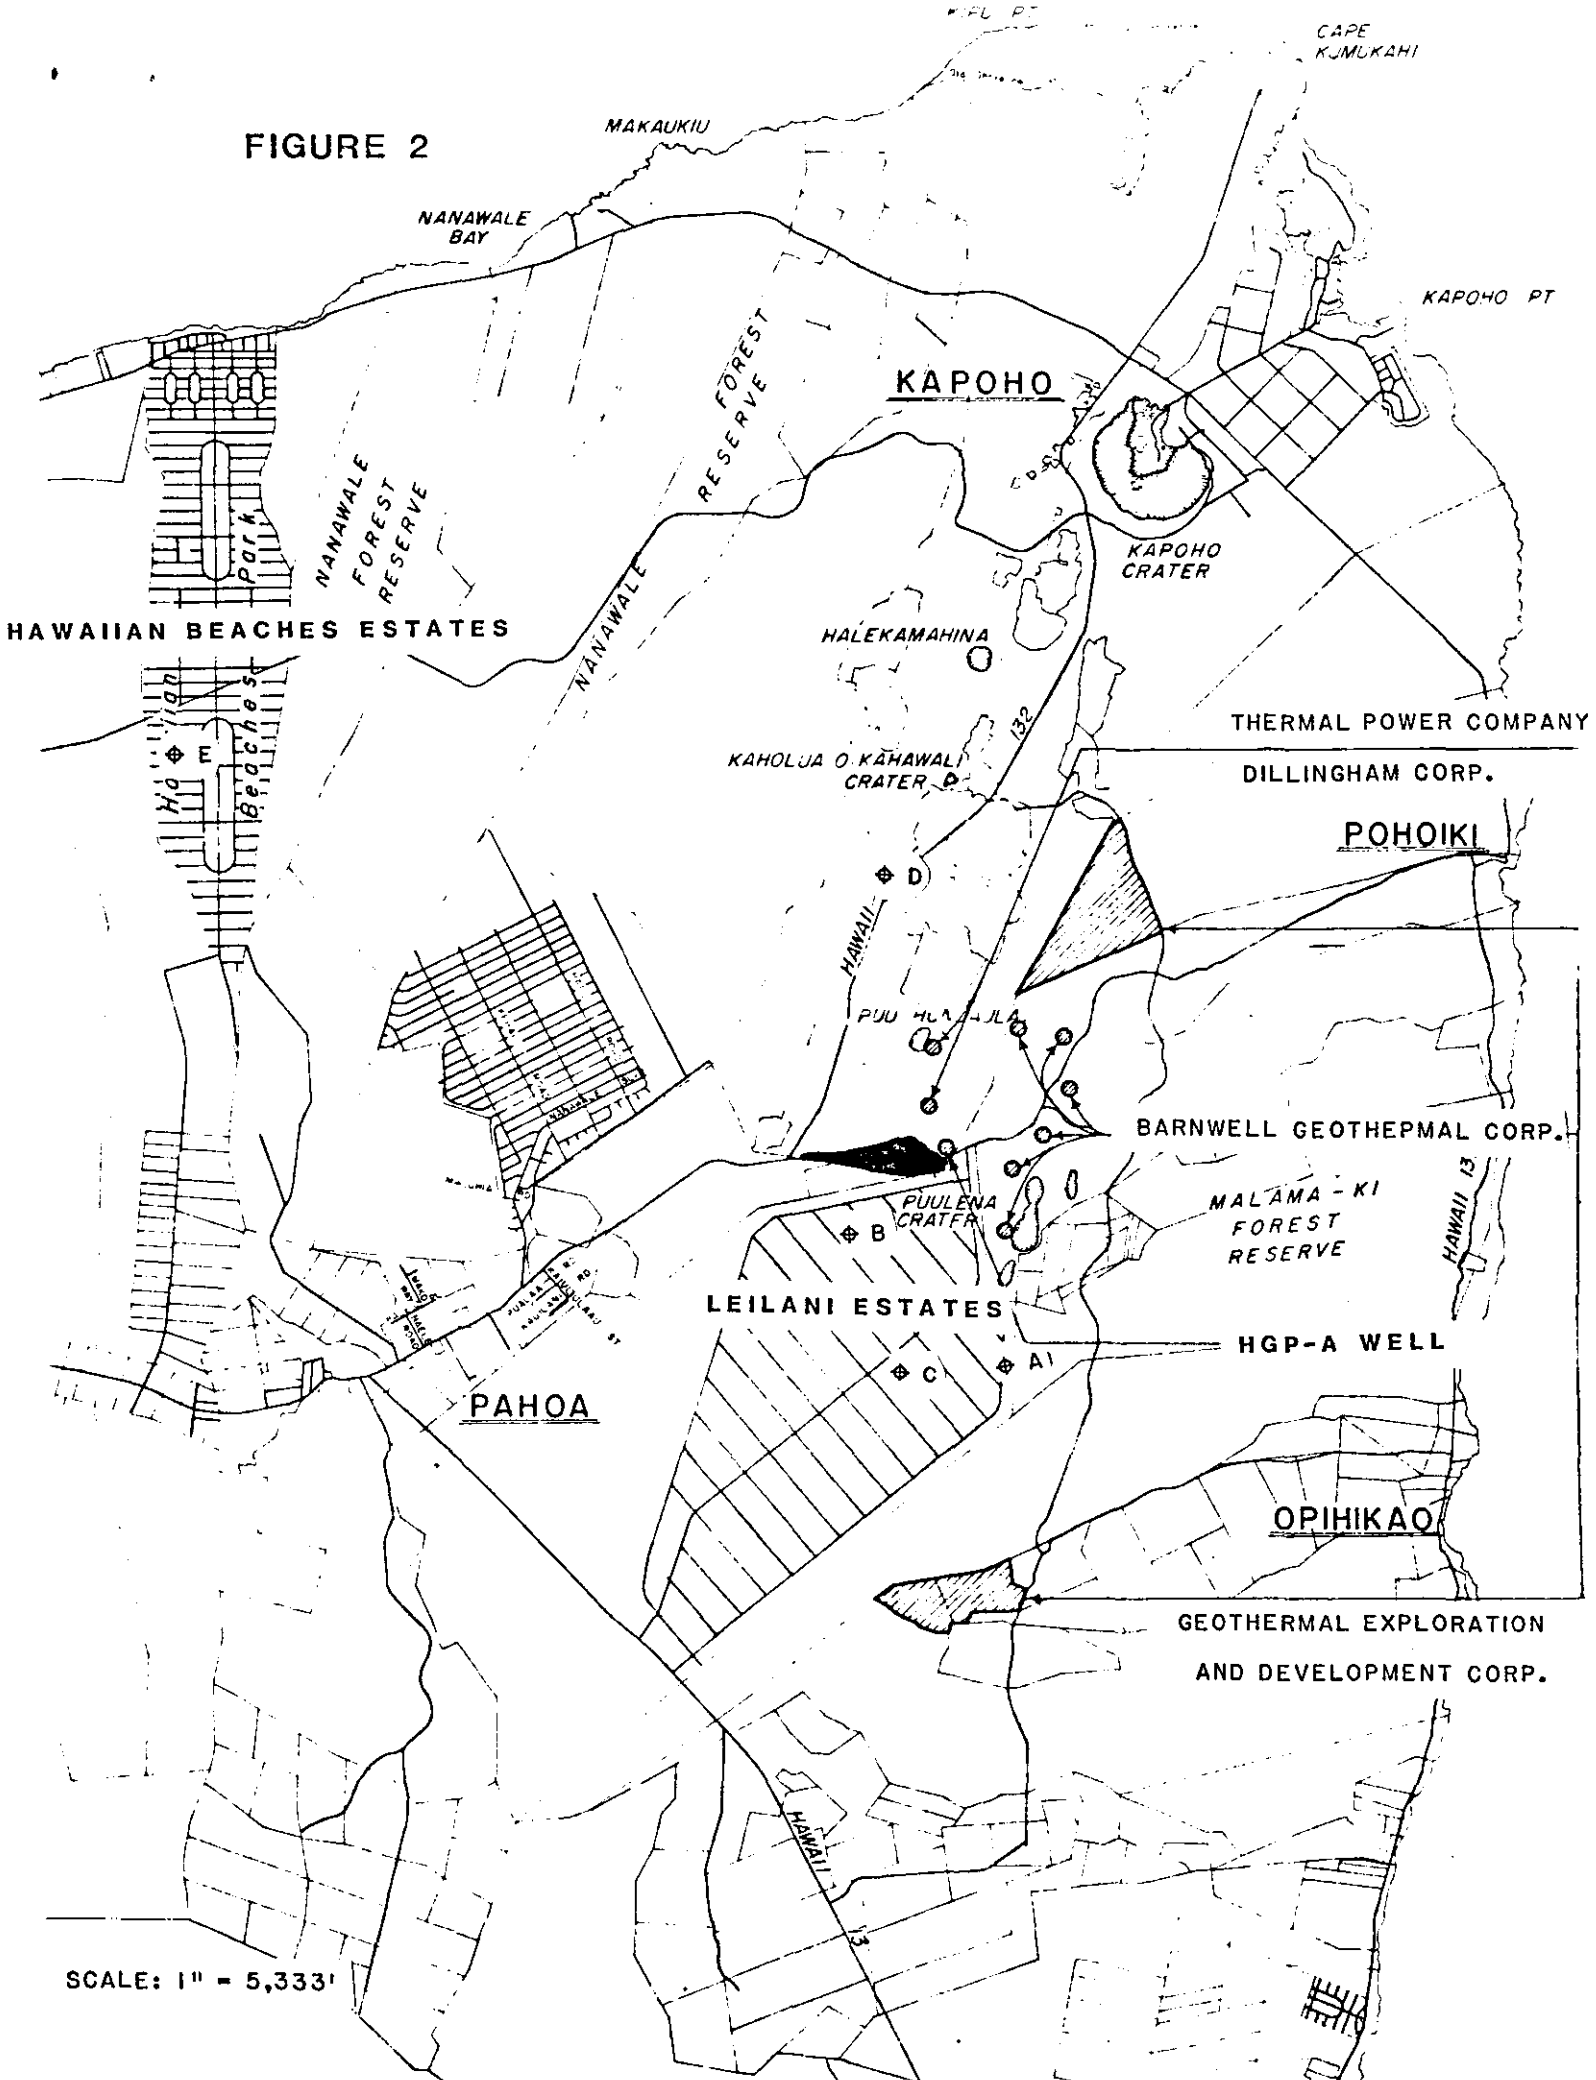 CAPE
KUMUKAHI
FIGURE 2
MAKAUKIU
NANAWALE
BAY
KAPOHO PT
FOREST
RESERVE
KAPOHO
NANAWALE
FOREST
RESERVE
Park
KAPOHO
CRATER
HAWAIIAN BEACHES ESTATES
HALEKAMAHINA
NANAWALE
Beaches
E
132
THERMAL POWER COMPANY
KAHOLUA O KAHAWALI
CRATER
DILLINGHAM CORP.
POHOIKI
D
HAWAII
PUU
BARNWELL GEOTHEPMAL CORP.
PUULENA
CRATER
MALAMA-KI
FOREST
RESERVE
HAWAII 13
B
LEILANI ESTATES
HGP-A WELL
C
A1
PAHOA
OPIHIKAO
GEOTHERMAL EXPLORATION
AND DEVELOPMENT CORP.
HAWAII
13
SCALE: 1" = 5,333'